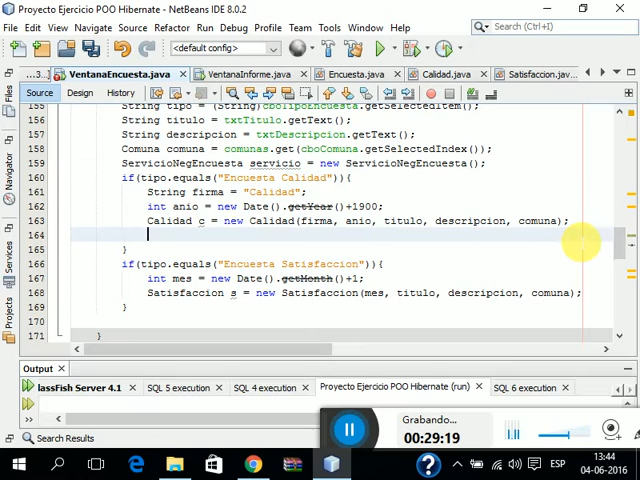 Proyecto Ejercicio POO Hibernate - NetBeans IDE 8.0.2
File Edit View Navigate Source Refactor Run Debug Profile Team Tools Window Help
Search (Ctrl+I)
<default config>
...3...] VentanaEncuesta.java VentanaInforme.java Encuesta.java Calidad.java Satisfaccion.jav...
Source Design History
Files
Navigator
Services
Projects
155 String tipo = (String)cboTipoEncuesta.getSelectedItem();
156 String titulo = txtTitulo.getText();
157 String descripcion = txtDescripcion.getText();
158 Comuna comuna = comunas.get(cboComuna.getSelectedIndex());
159 ServicioNegEncuesta servicio = new ServicioNegEncuesta();
160 if(tipo.equals("Encuesta Calidad")){
161 String firma = "Calidad";
162 int anio = new Date().getYear()+1900;
163 Calidad c = new Calidad(firma, anio, titulo, descripcion, comuna);
164
165 }
166 if(tipo.equals("Encuesta Satisfaccion")){
167 int mes = new Date().getMonth()+1;
168 Satisfaccion s = new Satisfaccion(mes, titulo, descripcion, comuna);
169 }
170
171 }
Output
lassFish Server 4.1 SQL 5 execution SQL 4 execution Proyecto Ejercicio POO Hibernate (run) SQL 6 execution
Grabando...
00:29:19
Search Results
ESP
13:44
04-06-2016